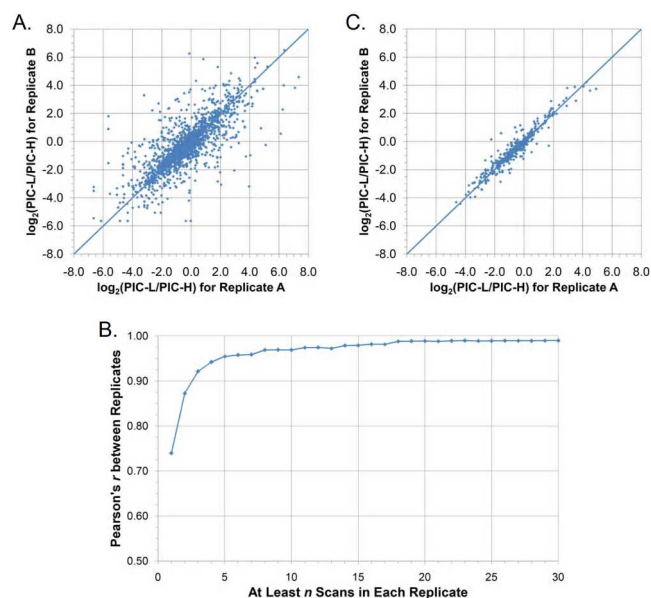 A.
8.0
6.0
4.0
2.0
0.0
-2.0
-4.0
-6.0
-8.0
log2(PIC-L/PIC-H) for Replicate B
-8.0 -6.0 -4.0 -2.0 0.0 2.0 4.0 6.0 8.0
log2(PIC-L/PIC-H) for Replicate A
C.
8.0
6.0
4.0
2.0
0.0
-2.0
-4.0
-6.0
-8.0
log2(PIC-L/PIC-H) for Replicate B
-8.0 -6.0 -4.0 -2.0 0.0 2.0 4.0 6.0 8.0
log2(PIC-L/PIC-H) for Replicate A
B.
1.00
0.90
0.80
0.70
0.60
0.50
Pearson's r between Replicates
0 5 10 15 20 25 30
At Least n Scans in Each Replicate